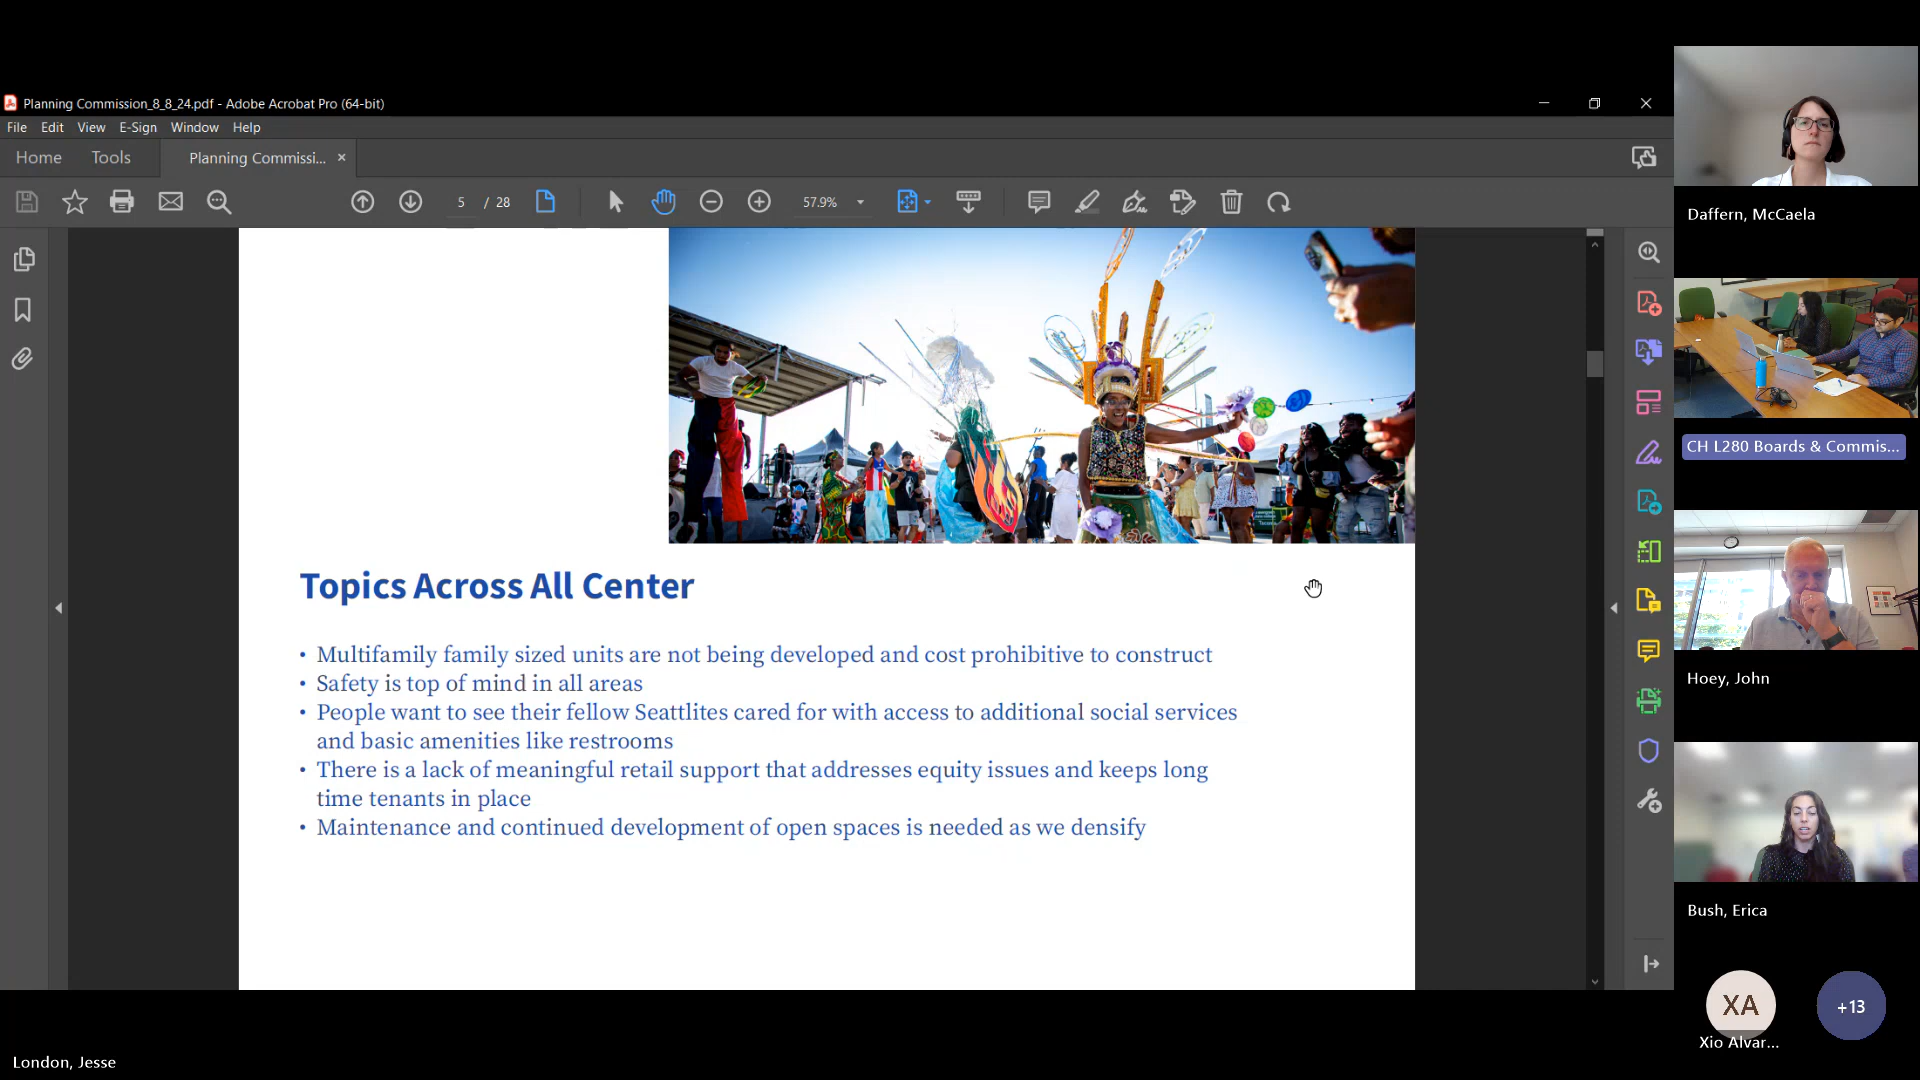 Planning Commission_8_8_24.pdf - Adobe Acrobat Pro (64-bit)
File Edit View E-Sign Window Help
Home Tools Planning Commissi... ×
5 / 28 57.9%
Topics Across All Center
• Multifamily family sized units are not being developed and cost prohibitive to construct
• Safety is top of mind in all areas
• People want to see their fellow Seattlites cared for with access to additional social services
and basic amenities like restrooms
• There is a lack of meaningful retail support that addresses equity issues and keeps long
time tenants in place
• Maintenance and continued development of open spaces is needed as we densify
London, Jesse
Daffern, McCaela
CH L280 Boards & Commis...
Hoey, John
Bush, Erica
XA
+13
Xio Alvar...